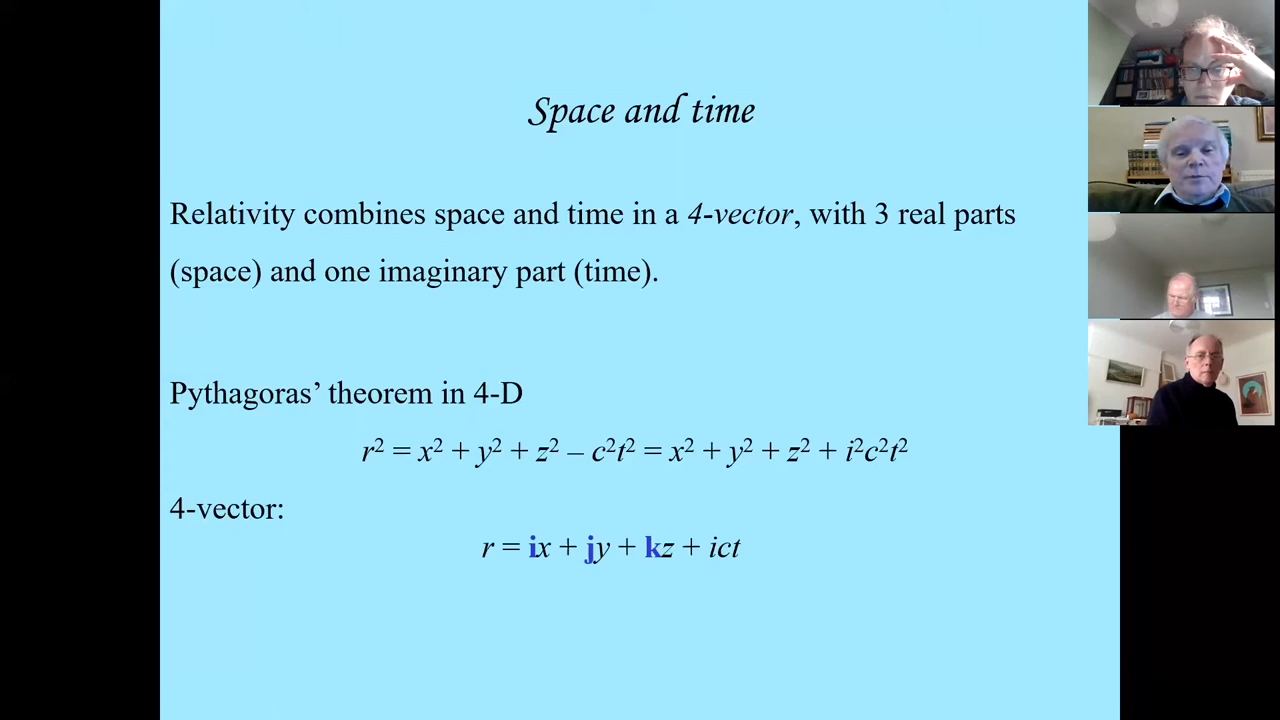 Space and time
Relativity combines space and time in a 4-vector, with 3 real parts
(space) and one imaginary part (time).
Pythagoras’ theorem in 4-D
r² = x² + y² + z² – c²t² = x² + y² + z² + i²c²t²
4-vector:
r = ix + jy + kz + ict